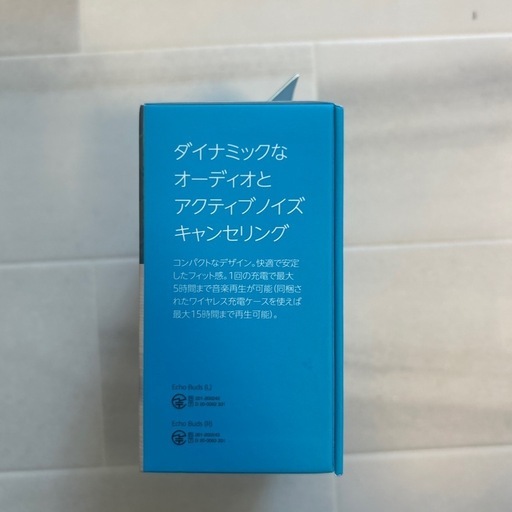 ダイナミックな
オーディオと
アクティブノイズ
キャンセリング
コンパクトなデザイン。快適で安定
したフィット感。1回の充電で最大
5時間まで音楽再生が可能(同梱さ
れたワイヤレス充電ケースを使えば
最大15時間まで再生可能)。
Echo Buds (L)
Echo Buds (R)